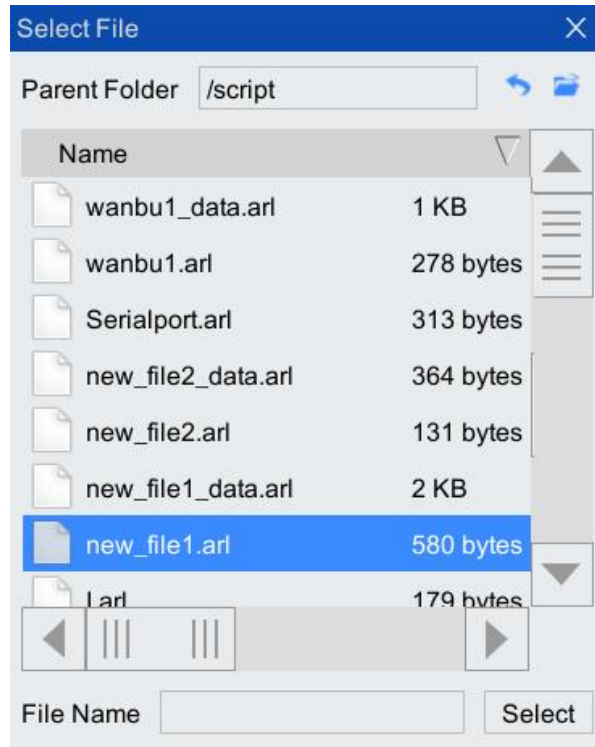 Select File
Parent Folder /script
Name
wanbu1_data.arl 1 KB
wanbu1.arl 278 bytes
Serialport.arl 313 bytes
new_file2_data.arl 364 bytes
new_file2.arl 131 bytes
new_file1_data.arl 2 KB
new_file1.arl 580 bytes
179 bytes
File Name Select